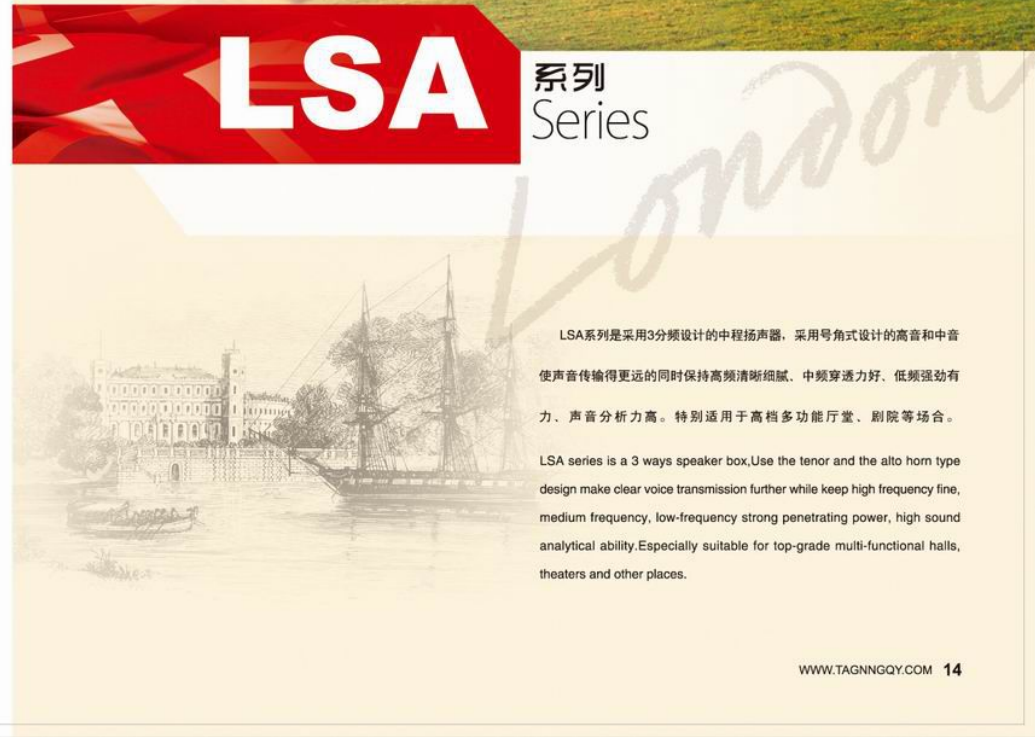 LSA
系列
Series
London
LSA系列是采用3分频设计的中程扬声器，采用号角式设计的高音和中音
使声音传输得更远的同时保持高频清晰细腻、中频穿透力好、低频强劲有
力、声音分析力高。特别适用于高档多功能厅堂、剧院等场合。
LSA series is a 3 ways speaker box,Use the tenor and the alto horn type
design make clear voice transmission further while keep high frequency fine,
medium frequency, low-frequency strong penetrating power, high sound
analytical ability.Especially suitable for top-grade multi-functional halls,
theaters and other places.
WWW.TAGNNGQY.COM 14